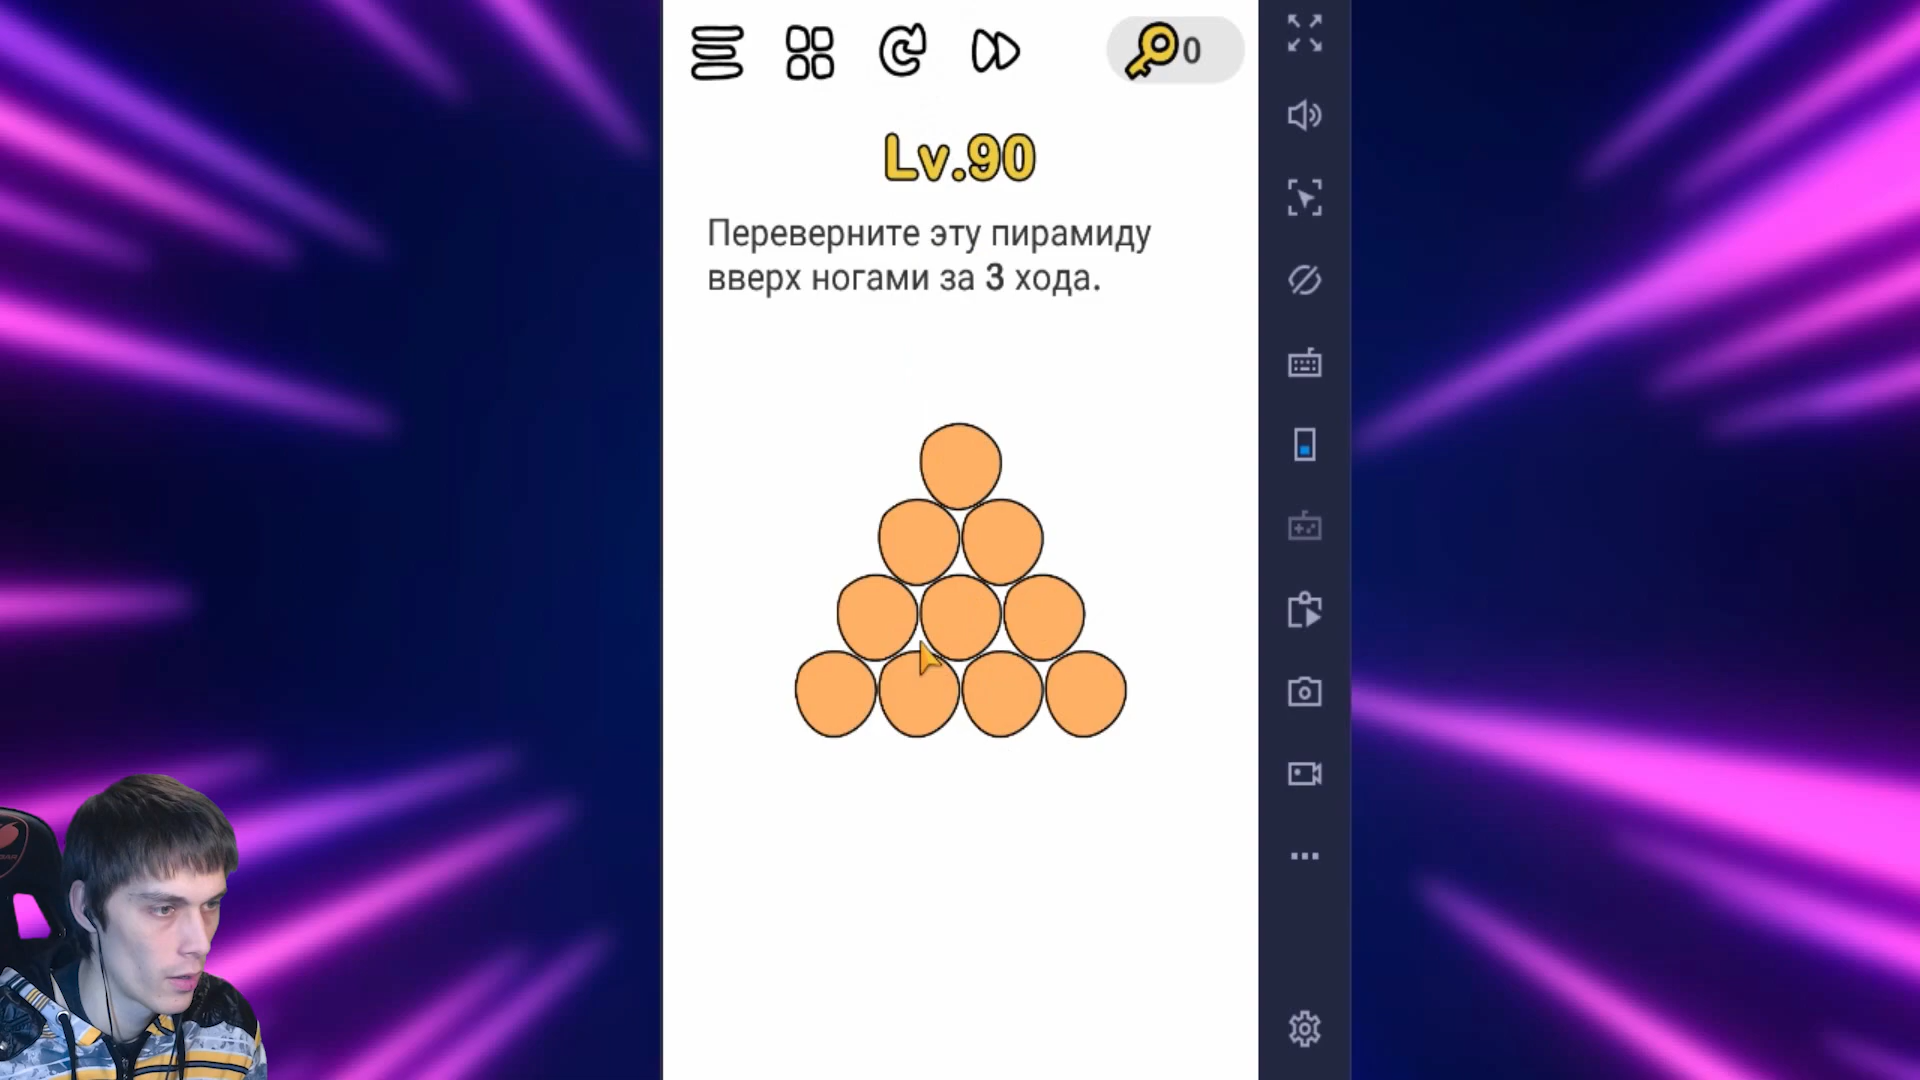 0
Lv.90
Переверните эту пирамиду
вверх ногами за 3 хода.